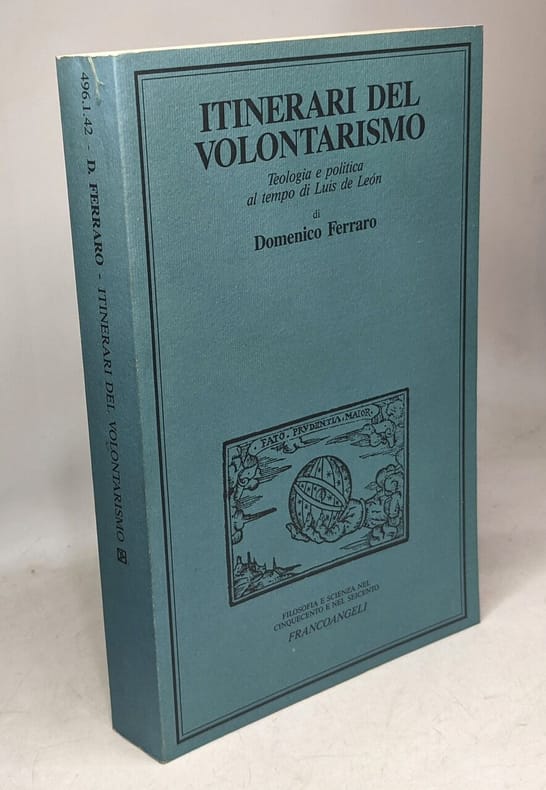 496.1.42 - D. FERRARO - ITINERARI DEL VOLONTARISMO
ITINERARI DEL
VOLONTARISMO
Teologia e politica
al tempo di Luis de León
di
Domenico Ferraro
FATO. PRVDENTIA. MAIOR.
FILOSOFIA E SCIENZA NEL
CINQUECENTO E NEL SEICENTO
FRANCOANGELI